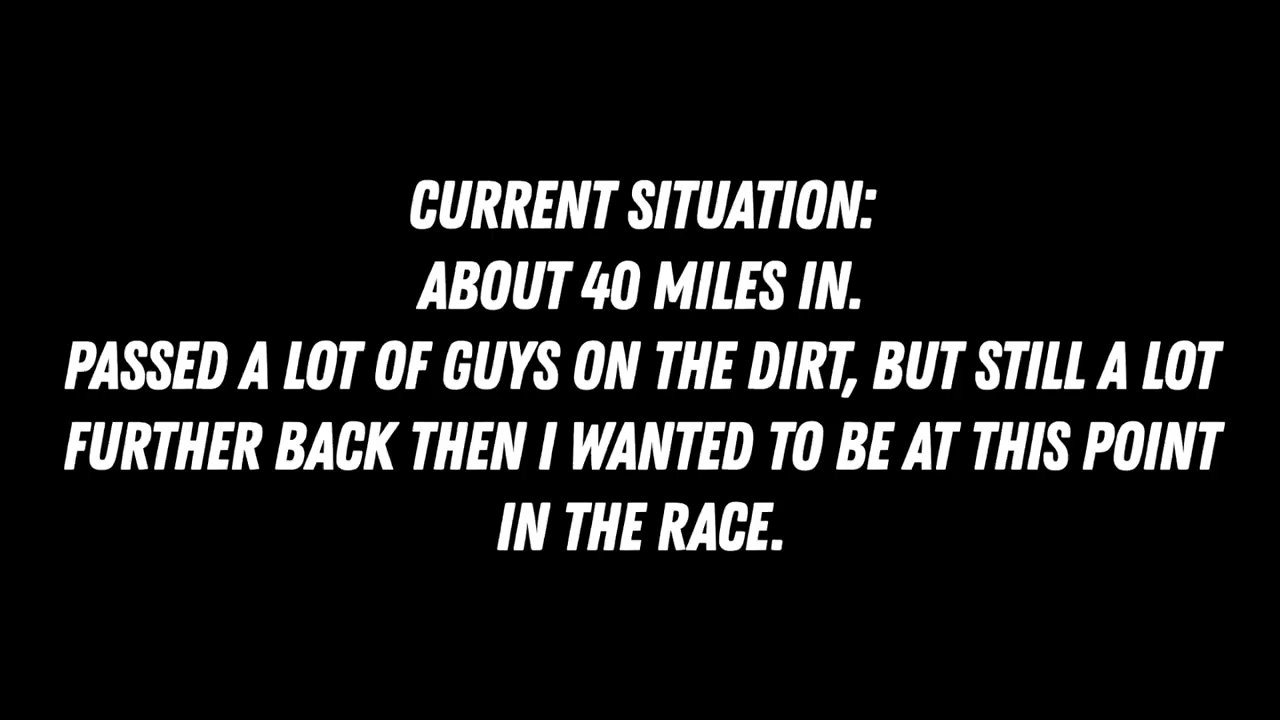 CURRENT SITUATION:
ABOUT 40 MILES IN.
PASSED A LOT OF GUYS ON THE DIRT, BUT STILL A LOT
FURTHER BACK THEN I WANTED TO BE AT THIS POINT
IN THE RACE.